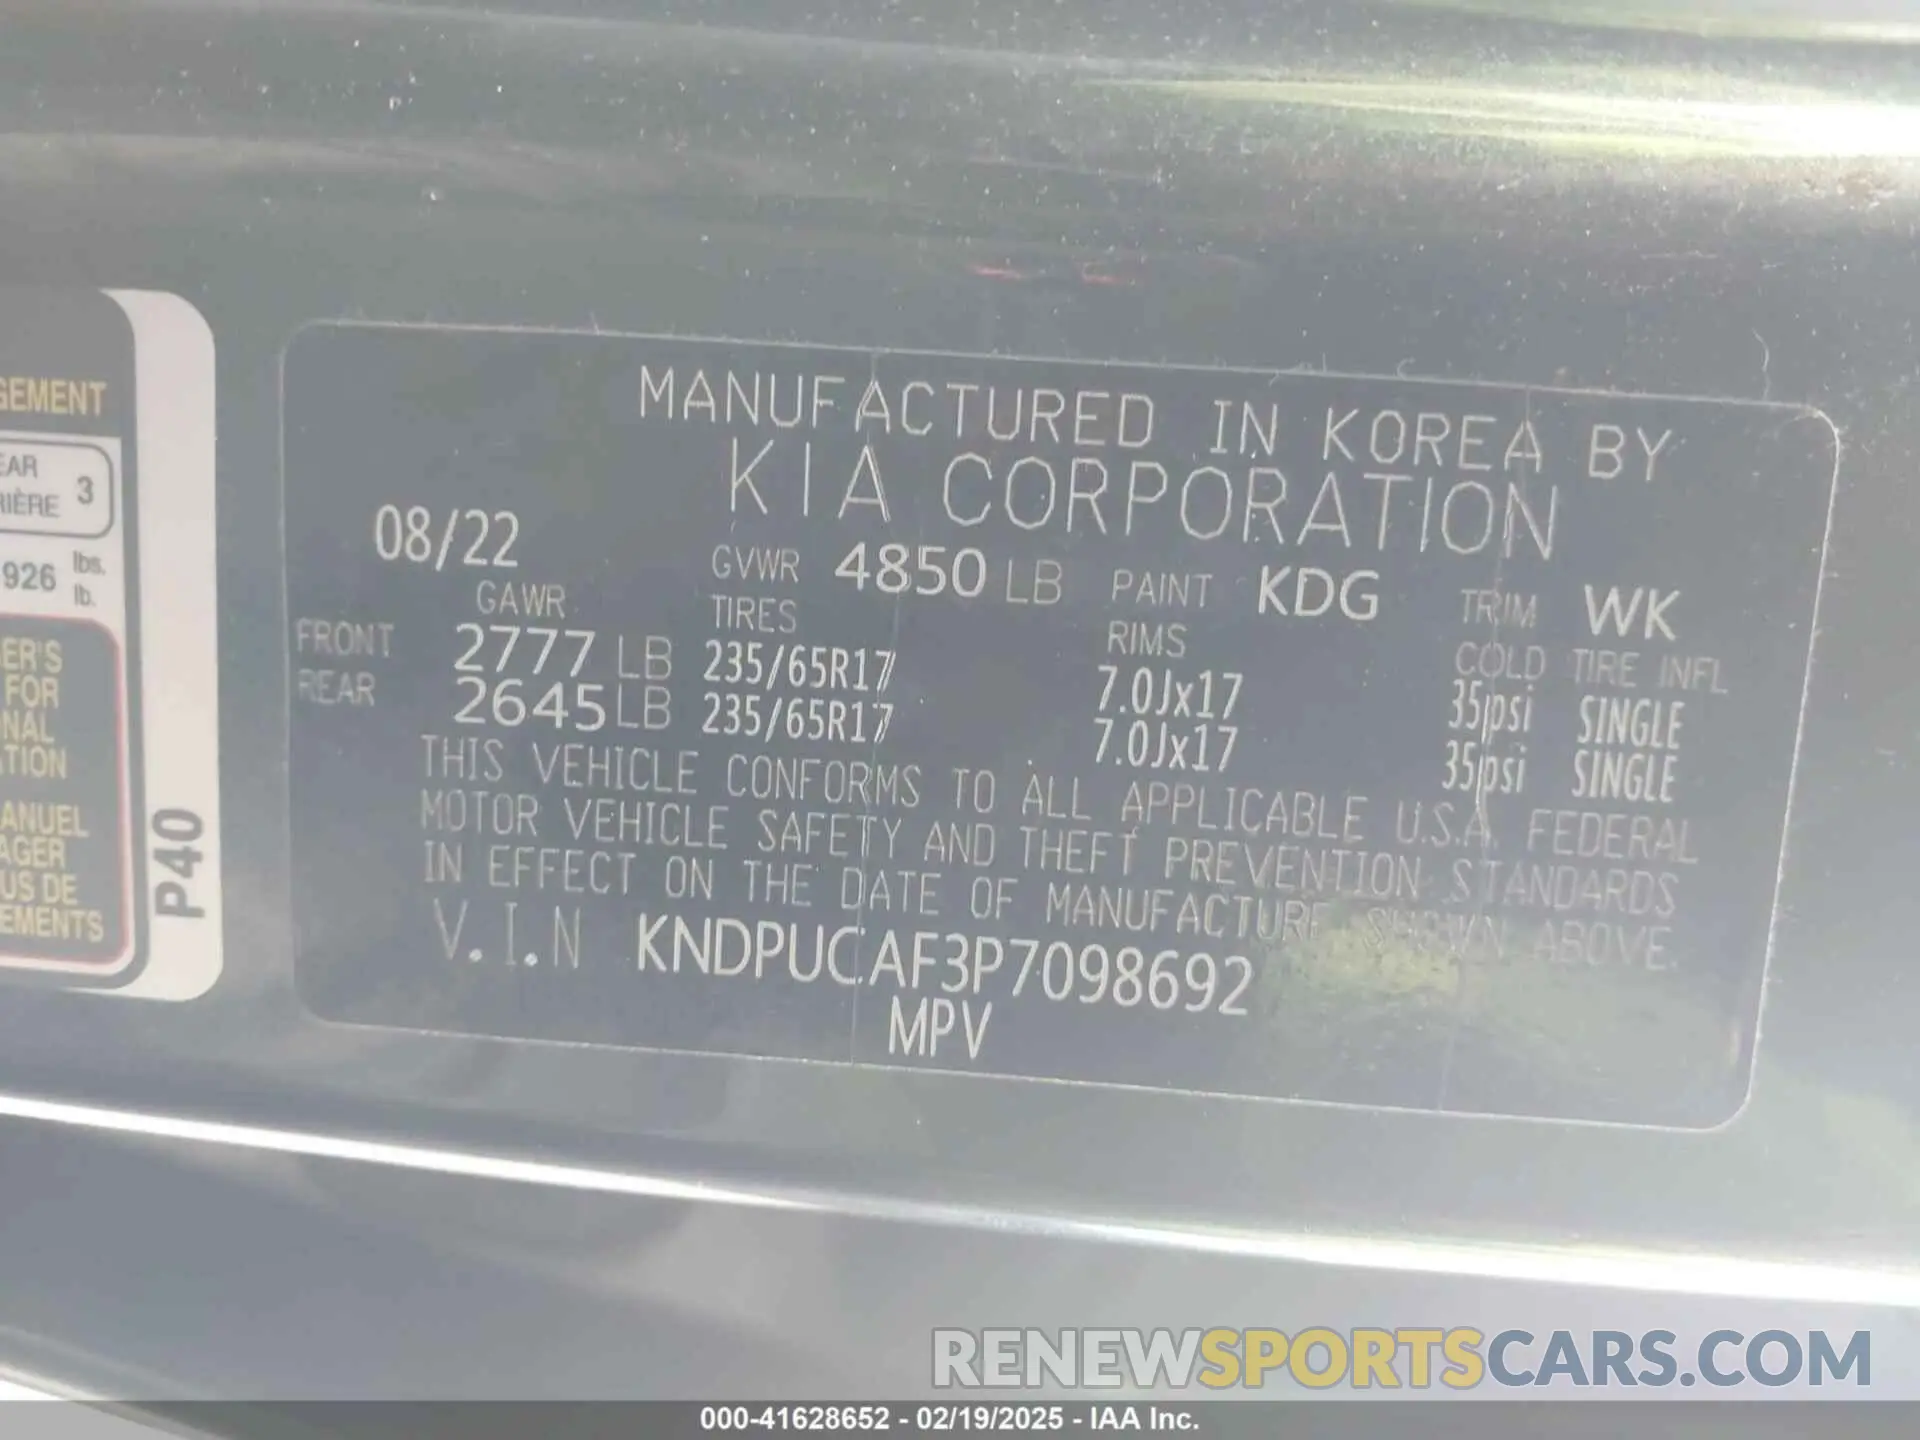 GEMENT
EAR
RIÈRE 3
926 lbs.
lb.
ER'S
FOR
NAL
TION
ANUEL
AGER
US DE
EMENTS
P40
MANUFACTURED IN KOREA BY
KIA CORPORATION
08/22 GVWR 4850 LB PAINT KDG TRIM WK
GAWR TIRES RIMS COLD TIRE INFL
FRONT 2777 LB 235/65R17 7.0Jx17 35psi SINGLE
REAR 2645 LB 235/65R17 7.0Jx17 35psi SINGLE
THIS VEHICLE CONFORMS TO ALL APPLICABLE U.S.A. FEDERAL
MOTOR VEHICLE SAFETY AND THEFT PREVENTION STANDARDS
IN EFFECT ON THE DATE OF MANUFACTURE SHOWN ABOVE.
V.I.N KNDPUCAF3P7098692
MPV
RENEWSPORTSCARS.COM
000-41628652 - 02/19/2025 - IAA Inc.